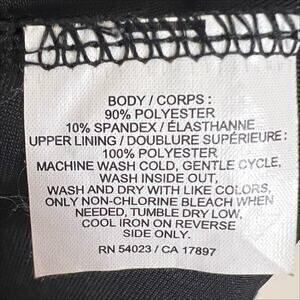 BODY / CORPS :
90% POLYESTER
10% SPANDEX / ÉLASTHANNE
UPPER LINING / DOUBLURE SUPÉRIEURE :
100% POLYESTER
MACHINE WASH COLD, GENTLE CYCLE,
WASH INSIDE OUT,
WASH AND DRY WITH LIKE COLORS,
ONLY NON-CHLORINE BLEACH WHEN
NEEDED, TUMBLE DRY LOW,
COOL IRON ON REVERSE
SIDE ONLY.
RN 54023 / CA 17897